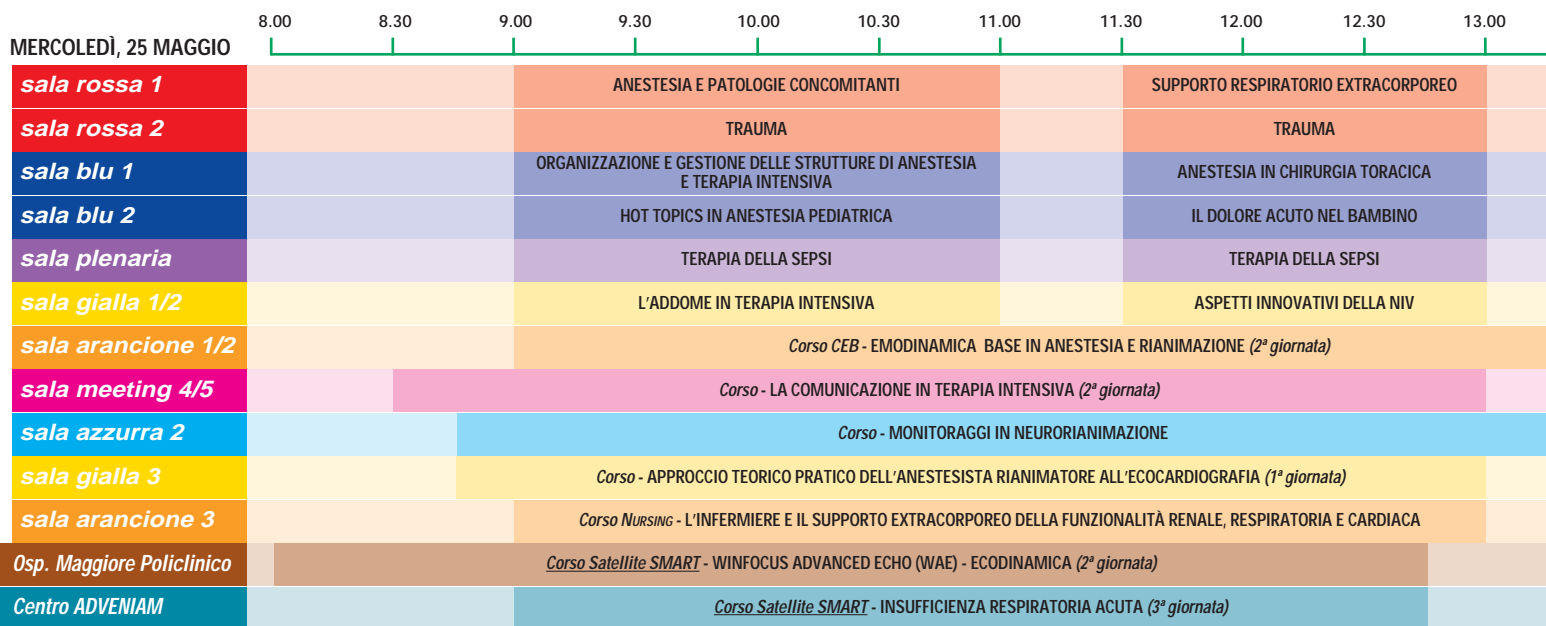 8.00 8.30 9.00 9.30 10.00 10.30 11.00 11.30 12.00 12.30 13.00
MERCOLEDÌ, 25 MAGGIO
sala rossa 1 ANESTESIA E PATOLOGIE CONCOMITANTI SUPPORTO RESPIRATORIO EXTRACORPOREO
sala rossa 2 TRAUMA TRAUMA
sala blu 1 ORGANIZZAZIONE E GESTIONE DELLE STRUTTURE DI ANESTESIA
E TERAPIA INTENSIVA ANESTESIA IN CHIRURGIA TORACICA
sala blu 2 HOT TOPICS IN ANESTESIA PEDIATRICA IL DOLORE ACUTO NEL BAMBINO
sala plenaria TERAPIA DELLA SEPSI TERAPIA DELLA SEPSI
sala gialla 1/2 L'ADDOME IN TERAPIA INTENSIVA ASPETTI INNOVATIVI DELLA NIV
sala arancione 1/2 Corso CEB - EMODINAMICA BASE IN ANESTESIA E RIANIMAZIONE (2ª giornata)
sala meeting 4/5 Corso - LA COMUNICAZIONE IN TERAPIA INTENSIVA (2ª giornata)
sala azzurra 2 Corso - MONITORAGGI IN NEURORIANIMAZIONE
sala gialla 3 Corso - APPROCCIO TEORICO PRATICO DELL'ANESTESISTA RIANIMATORE ALL'ECOCARDIOGRAFIA (1ª giornata)
sala arancione 3 Corso NURSING - L'INFERMIERE E IL SUPPORTO EXTRACORPOREO DELLA FUNZIONALITÀ RENALE, RESPIRATORIA E CARDIACA
Osp. Maggiore Policlinico Corso Satellite SMART - WINFOCUS ADVANCED ECHO (WAE) - ECODINAMICA (2ª giornata)
Centro ADVENIAM Corso Satellite SMART - INSUFFICIENZA RESPIRATORIA ACUTA (3ª giornata)